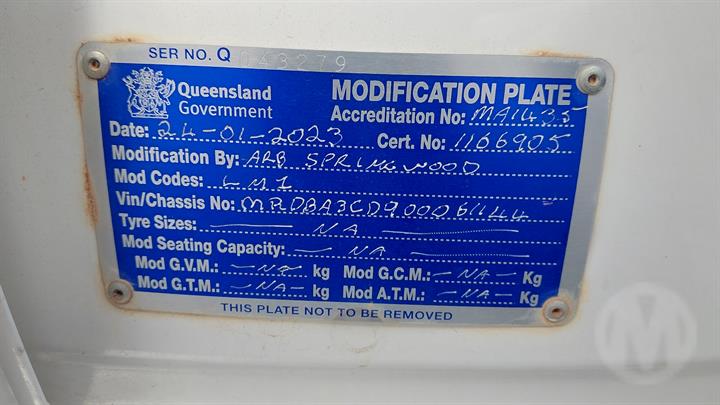 SER NO. Q 043279
Queensland Government
MODIFICATION PLATE
Accreditation No: MA1435
Date: 24-01-2023 Cert. No: 1166905
Modification By: ARB SPRINGWOOD
Mod Codes: LM1
Vin/Chassis No: MR0BA3CD900061144
Tyre Sizes: — NA —
Mod Seating Capacity: — NA —
Mod G.V.M.: — NA — kg Mod G.C.M.: — NA — Kg
Mod G.T.M.: — NA — kg Mod A.T.M.: — NA — Kg
THIS PLATE NOT TO BE REMOVED
M